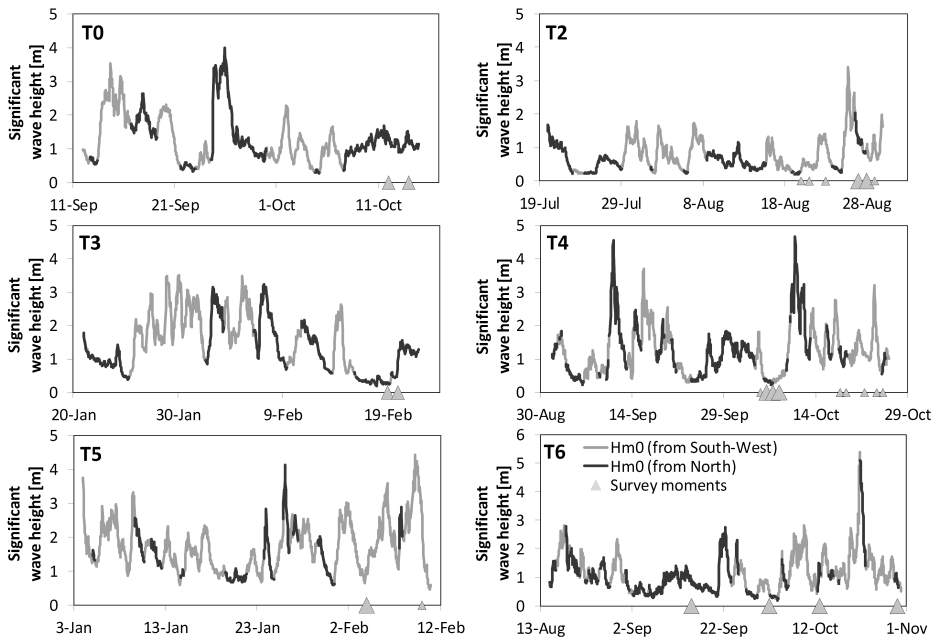 T0
Significant
wave height [m]
5
4
3
2
1
0
11-Sep 21-Sep 1-Oct 11-Oct
T2
Significant
wave height [m]
5
4
3
2
1
0
19-Jul 29-Jul 8-Aug 18-Aug 28-Aug
T3
Significant
wave height [m]
5
4
3
2
1
0
20-Jan 30-Jan 9-Feb 19-Feb
T4
Significant
wave height [m]
5
4
3
2
1
0
30-Aug 14-Sep 29-Sep 14-Oct 29-Oct
T5
Significant
wave height [m]
5
4
3
2
1
0
3-Jan 13-Jan 23-Jan 2-Feb 12-Feb
T6
Significant
wave height [m]
6
5
4
3
2
1
0
Hm0 (from South-West)
Hm0 (from North)
Survey moments
13-Aug 2-Sep 22-Sep 12-Oct 1-Nov